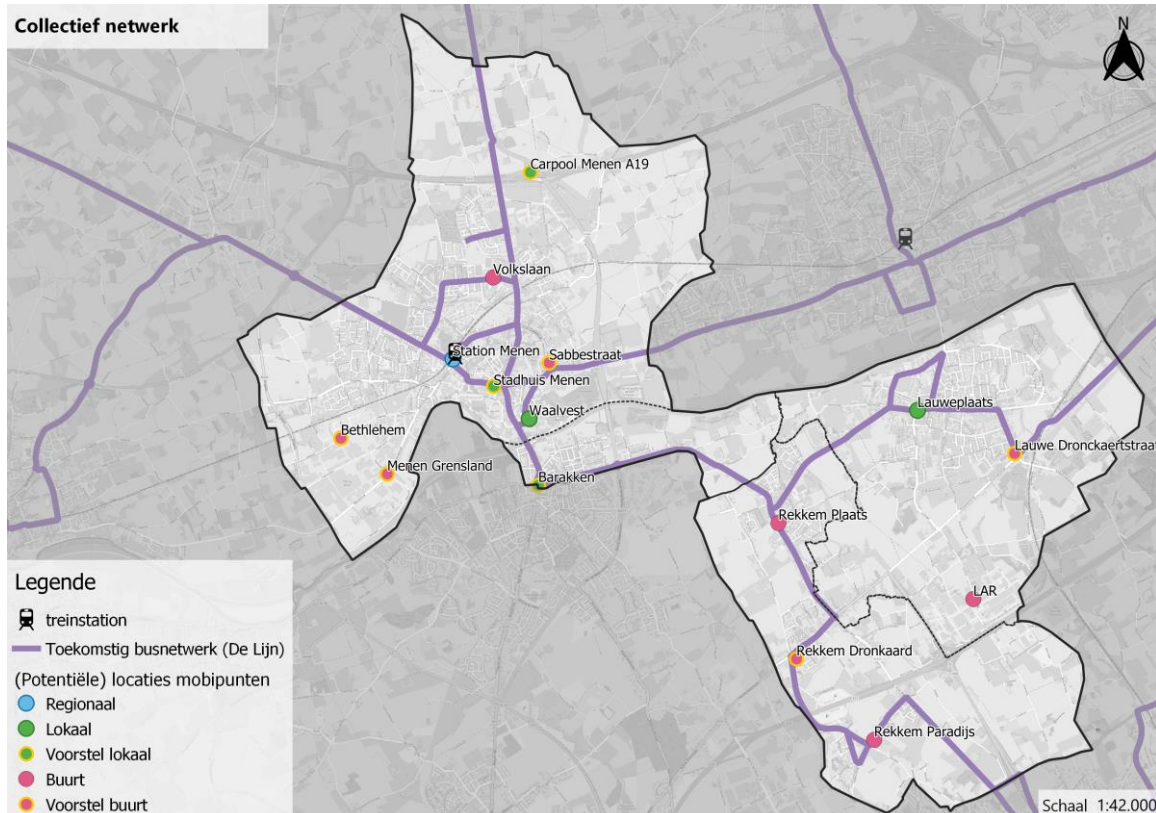 Collectief netwerk
N
Carpool Menen A19
Volkslaan
Station Menen
Sabbestraat
Stadhuis Menen
Waalvest
Lauweplaats
Bethlehem
Lauwe Dronckaertstraat
Menen Grensland
Barakken
Rekkem Plaats
LAR
Rekkem Dronkaard
Rekkem Paradijs
Legende
treinstation
Toekomstig busnetwerk (De Lijn)
(Potentiële) locaties mobipunten
Regionaal
Lokaal
Voorstel lokaal
Buurt
Voorstel buurt
Schaal 1:42.000